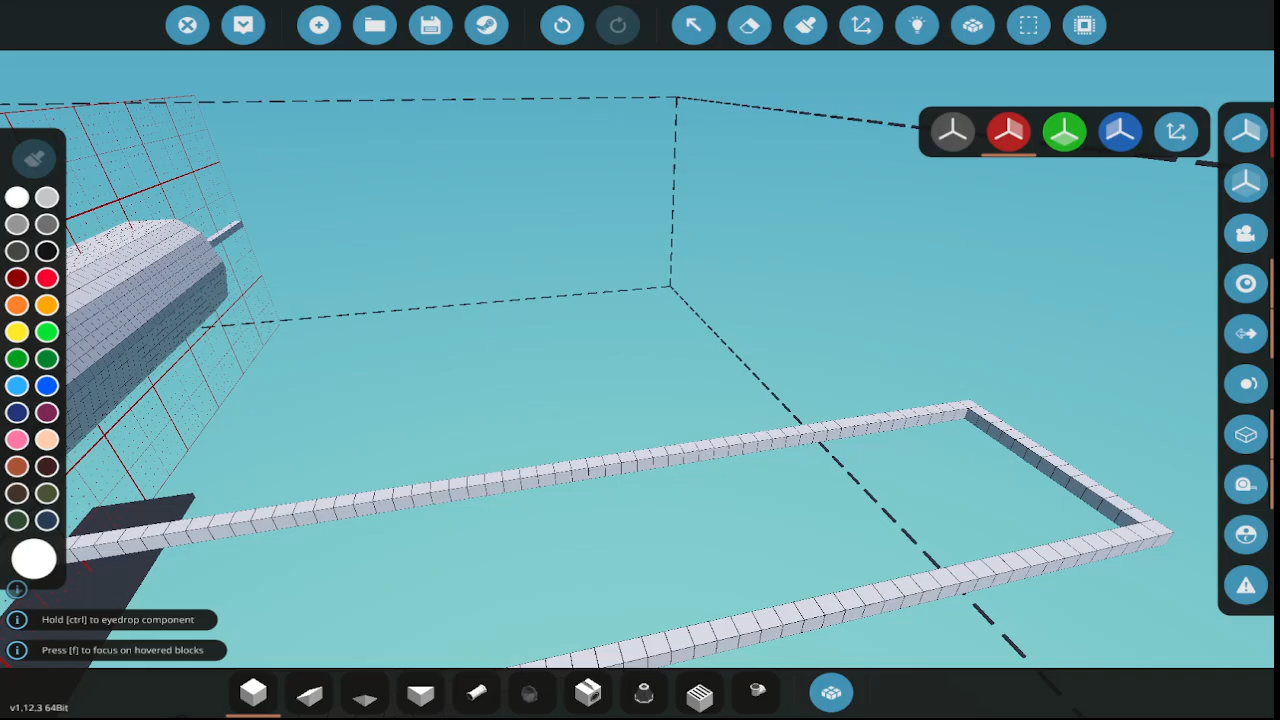 Hold [ctrl] to eyedrop component
Press [f] to focus on hovered blocks
v1.12.3 64Bit